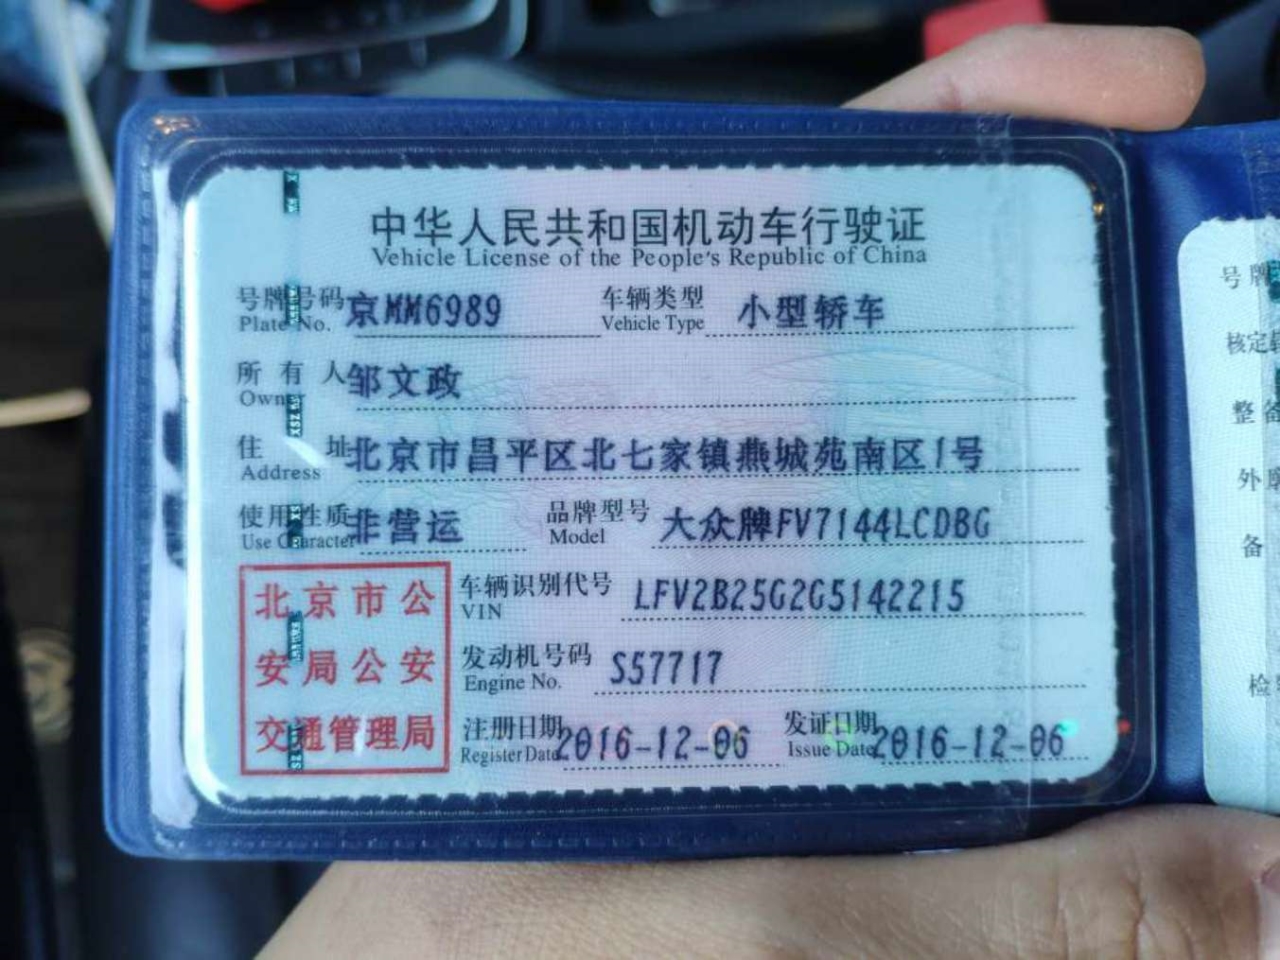 中华人民共和国机动车行驶证
Vehicle License of the People's Republic of China
号牌号码 京MM6989 车辆类型 小型轿车
Plate No. Vehicle Type
所有人 邹文政
Owner
住址 北京市昌平区北七家镇燕城苑南区1号
Address
使用性质 非营运 品牌型号 大众牌FV7144LCDBG
Use Character Model
车辆识别代号 LFV2B25G2G5142215
VIN
发动机号码 S57717
Engine No.
注册日期 2016-12-06 发证日期 2016-12-06
Register Date Issue Date
北京市公
安局公安
交通管理局
号牌
核定
整备
外
备
检